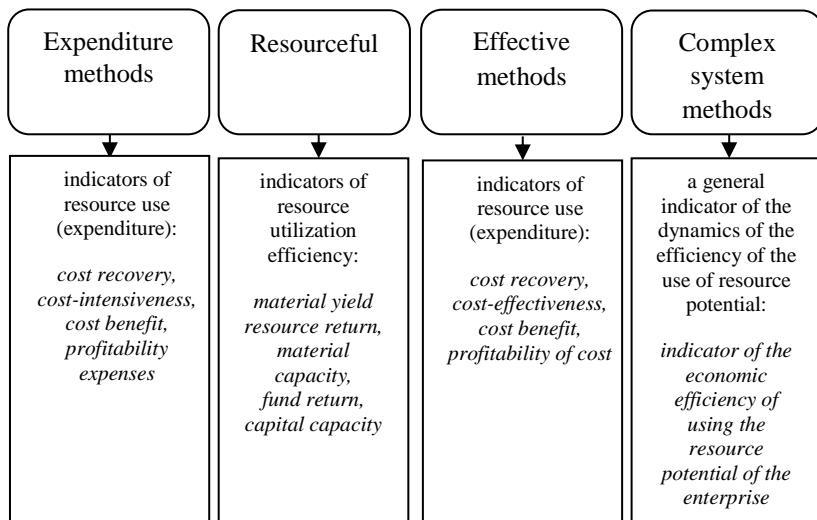 Expenditure
methods
indicators of
resource use
(expenditure):
cost recovery,
cost-intensiveness,
cost benefit,
profitability
expenses
Resourceful
indicators of
resource
utilization
efficiency:
material yield
resource return,
material
capacity,
fund return,
capital capacity
Effective
methods
indicators of
resource use
(expenditure):
cost recovery,
cost-effectiveness,
cost benefit,
profitability of cost
Complex
system
methods
a general
indicator of the
dynamics of the
efficiency of the
use of resource
potential:
indicator of the
economic
efficiency of
using the
resource
potential of the
enterprise